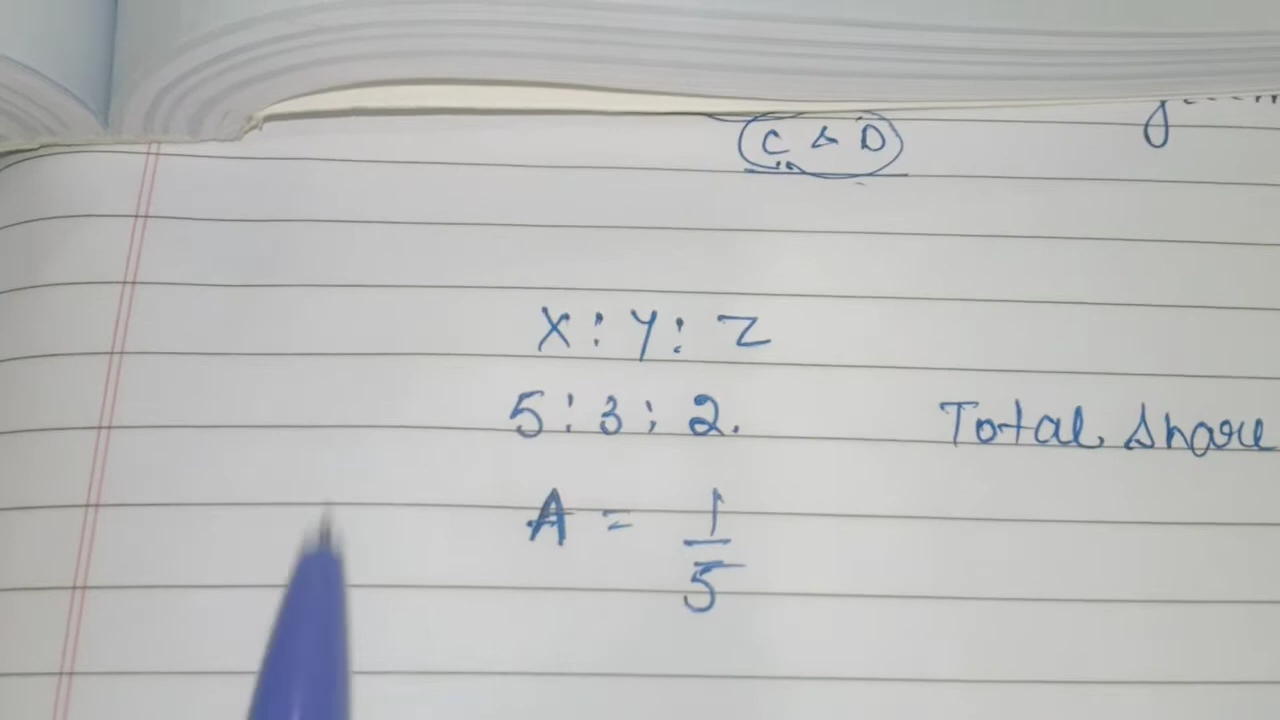 C & D
X : Y : Z
5 : 3 : 2.
Total Share
A = 1/5